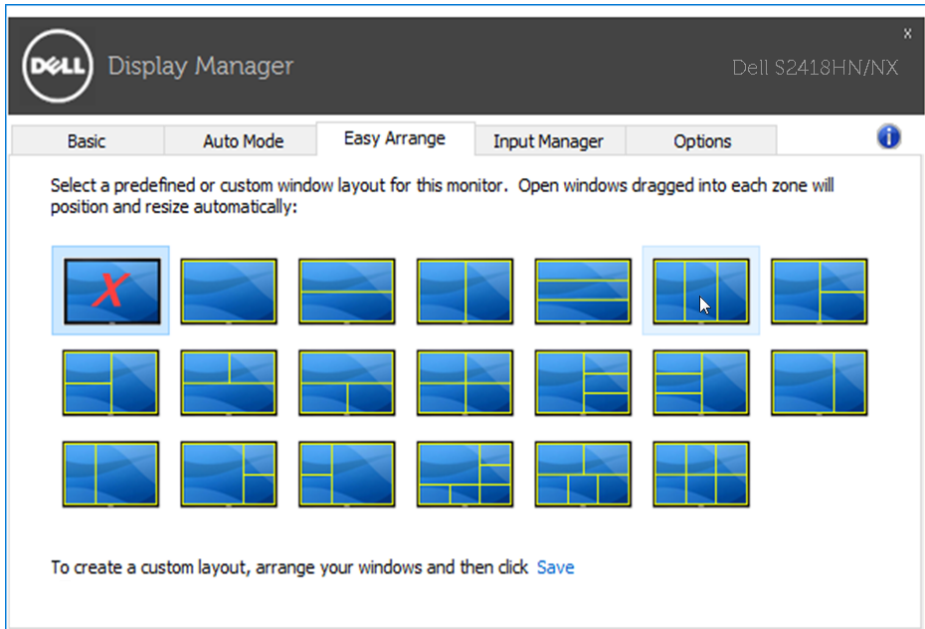 DELL
Display Manager
x
Dell S2418HN/NX
Basic
Auto Mode
Easy Arrange
Input Manager
Options
i
Select a predefined or custom window layout for this monitor. Open windows dragged into each zone will
position and resize automatically:
X
To create a custom layout, arrange your windows and then click Save